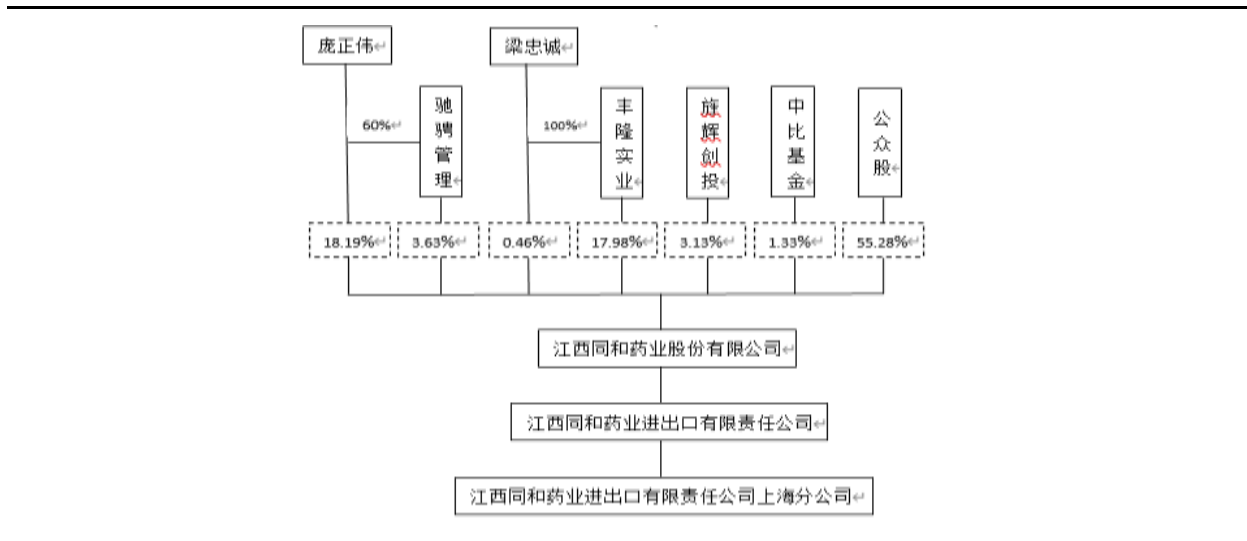 庞正伟
梁忠诚
驰骋管理
丰隆实业
旌辉创投
中比基金
公众股
60%
100%
18.19%
3.63%
0.46%
17.98%
3.13%
1.33%
55.28%
江西同和药业股份有限公司
江西同和药业进出口有限责任公司
江西同和药业进出口有限责任公司上海分公司